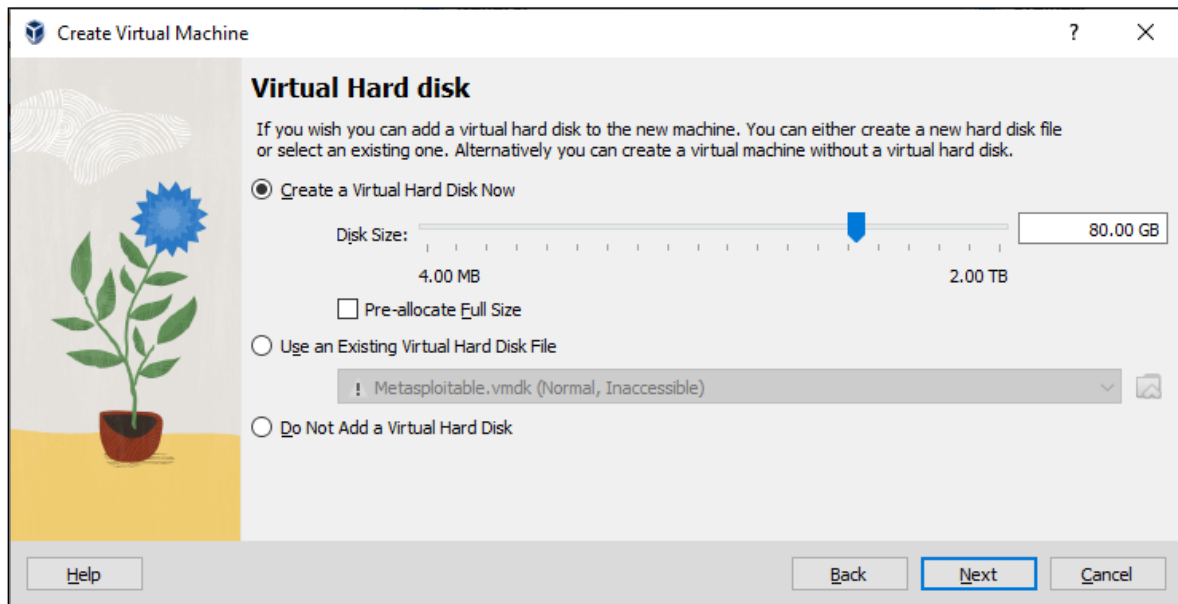 Create Virtual Machine
?
Virtual Hard disk
If you wish you can add a virtual hard disk to the new machine. You can either create a new hard disk file
or select an existing one. Alternatively you can create a virtual machine without a virtual hard disk.
Create a Virtual Hard Disk Now
Disk Size:
80.00 GB
4.00 MB
2.00 TB
Pre-allocate Full Size
Use an Existing Virtual Hard Disk File
Metasploitable.vmdk (Normal, Inaccessible)
Do Not Add a Virtual Hard Disk
Help
Back
Next
Cancel